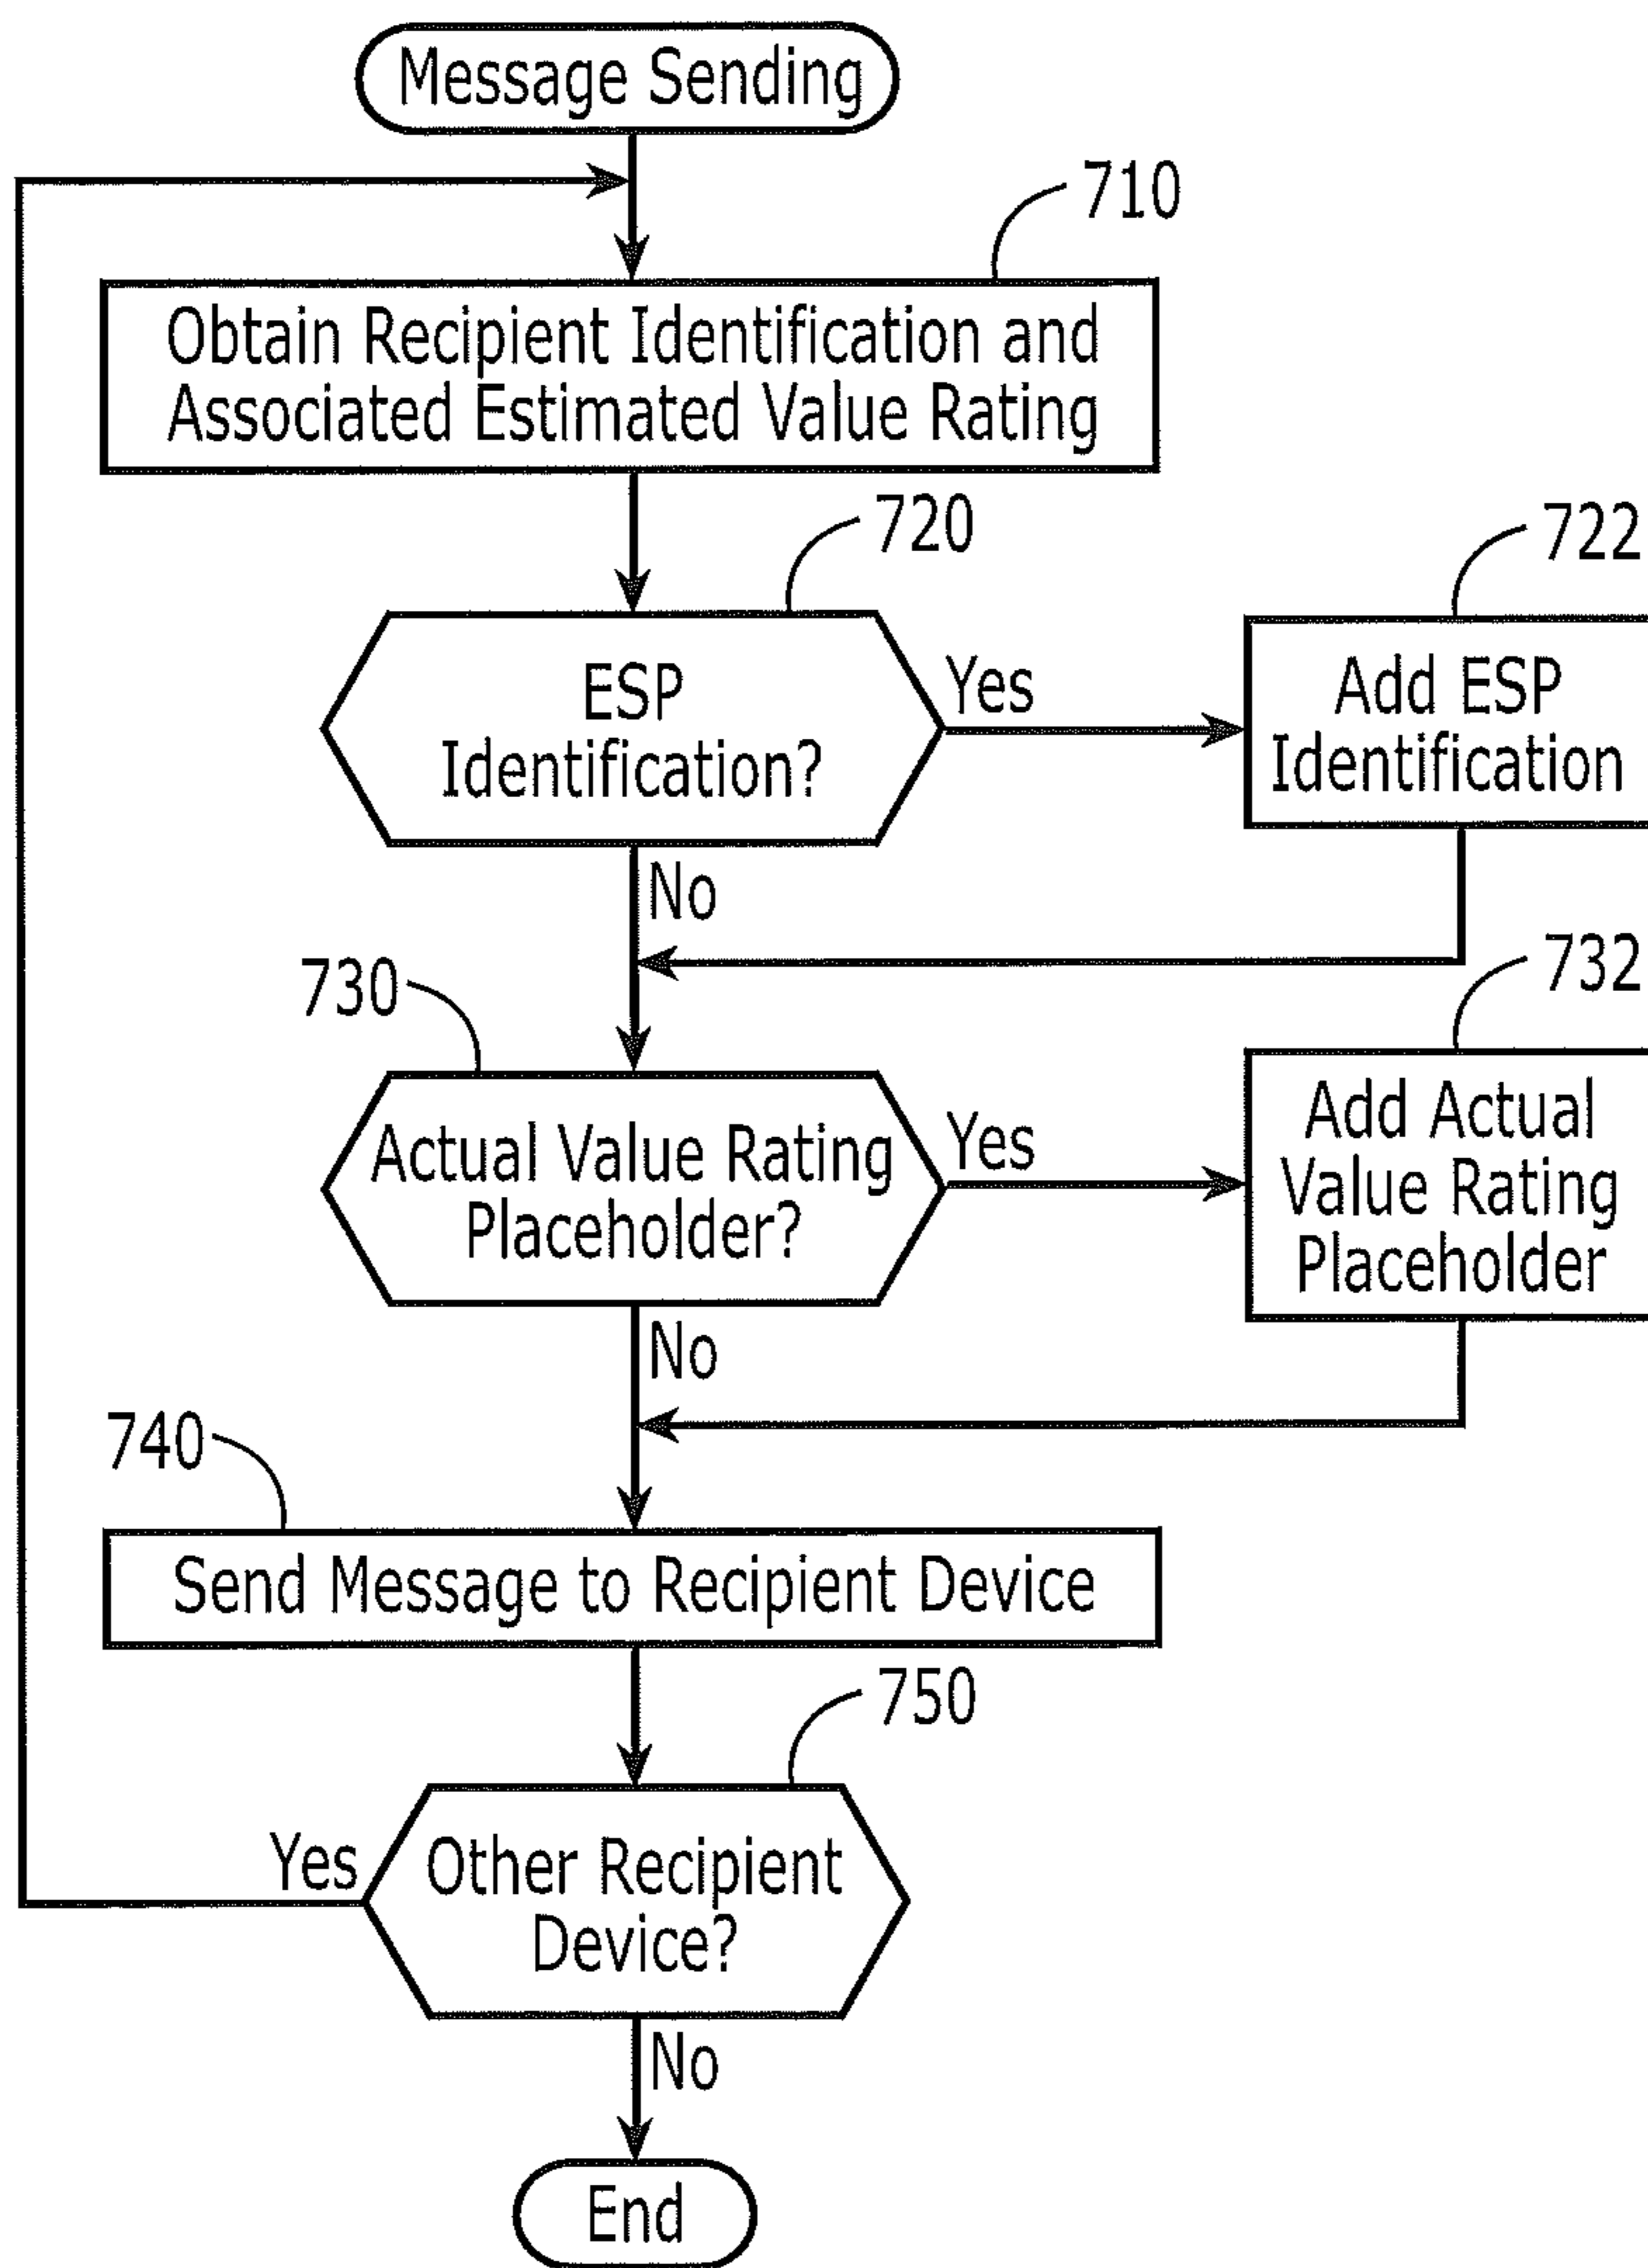 Message Sending
710
Obtain Recipient Identification and
Associated Estimated Value Rating
720
722
ESP
Identification?
Yes
Add ESP
Identification
No
730
732
Actual Value Rating
Placeholder?
Yes
Add Actual
Value Rating
Placeholder
No
740
Send Message to Recipient Device
750
Yes
Other Recipient
Device?
No
End